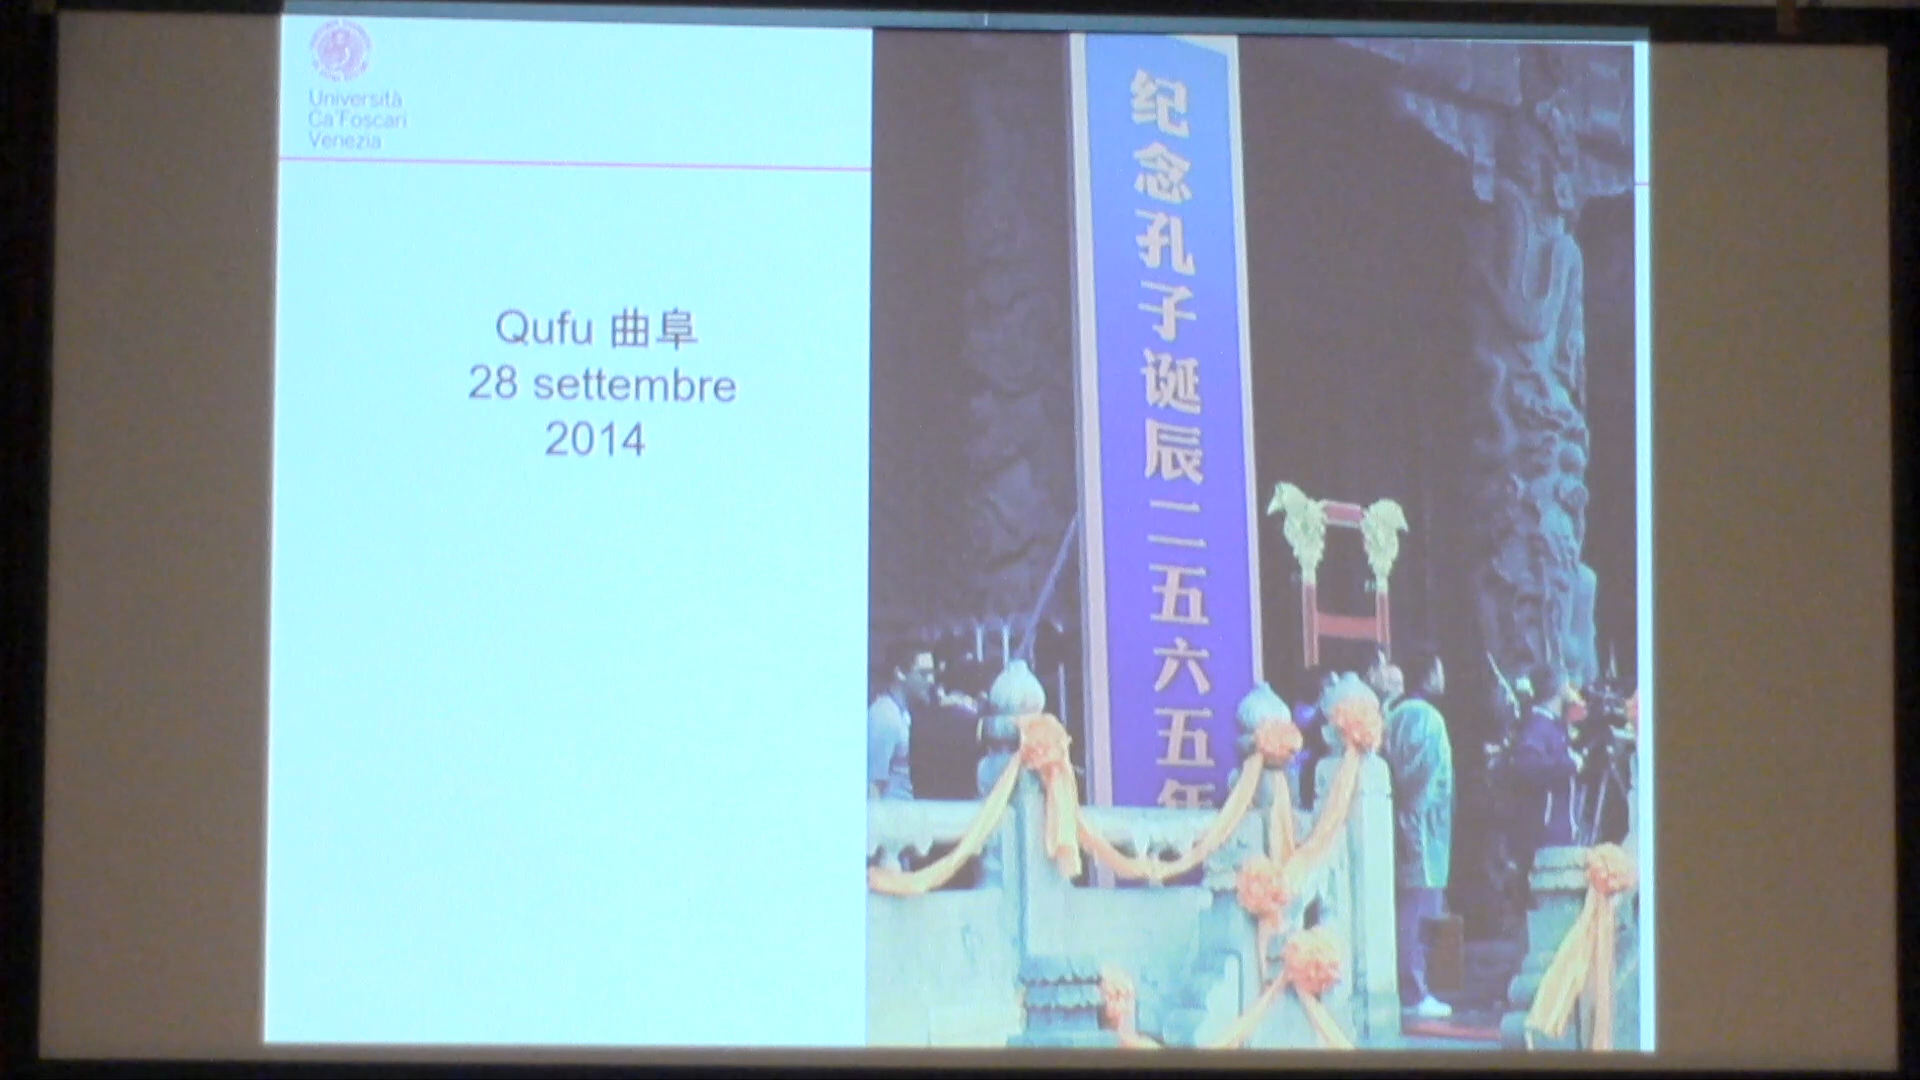 Università
Ca'Foscari
Venezia
Qufu 曲阜
28 settembre
2014
纪念孔子诞辰二五六五年